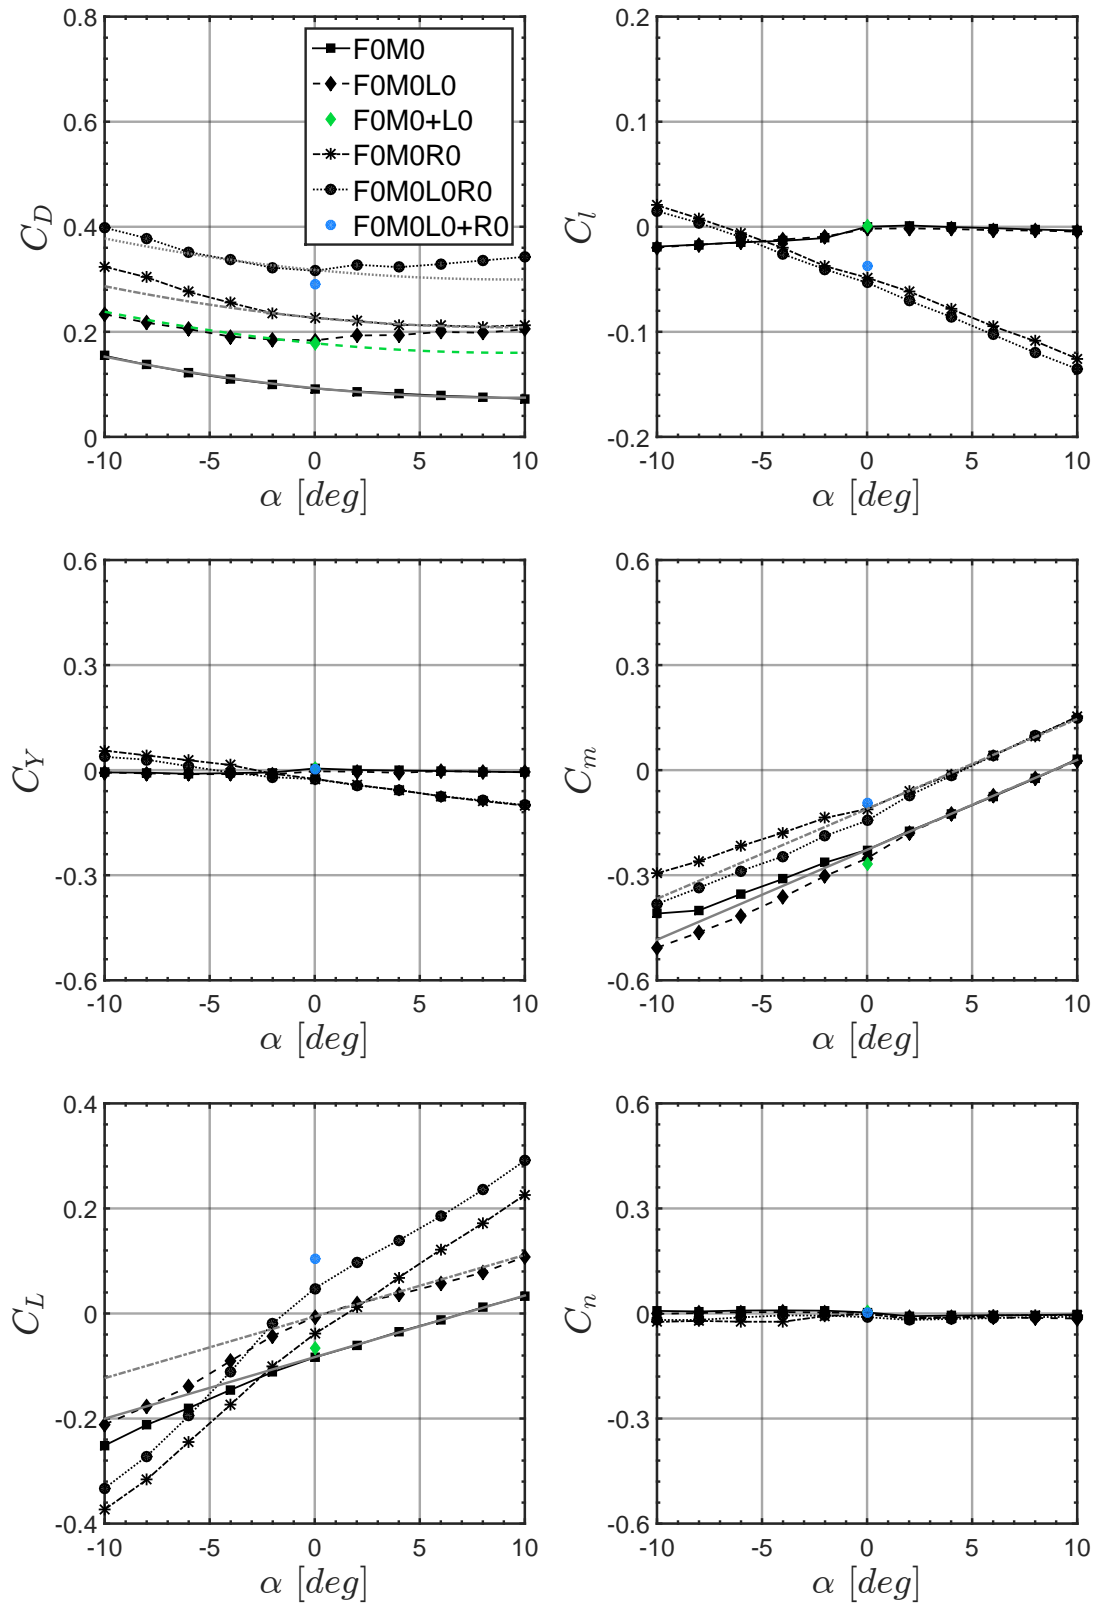 0.8
0.6
0.4
0.2
0
C_D
F0M0
F0M0L0
F0M0+L0
F0M0R0
F0M0L0R0
F0M0L0+R0
-10 -5 0 5 10
α [deg]
0.2
0.1
0
-0.1
-0.2
C_l
-10 -5 0 5 10
α [deg]
0.6
0.3
0
-0.3
-0.6
C_Y
-10 -5 0 5 10
α [deg]
0.6
0.3
0
-0.3
-0.6
C_m
-10 -5 0 5 10
α [deg]
0.4
0.2
0
-0.2
-0.4
C_L
-10 -5 0 5 10
α [deg]
0.6
0.3
0
-0.3
-0.6
C_n
-10 -5 0 5 10
α [deg]